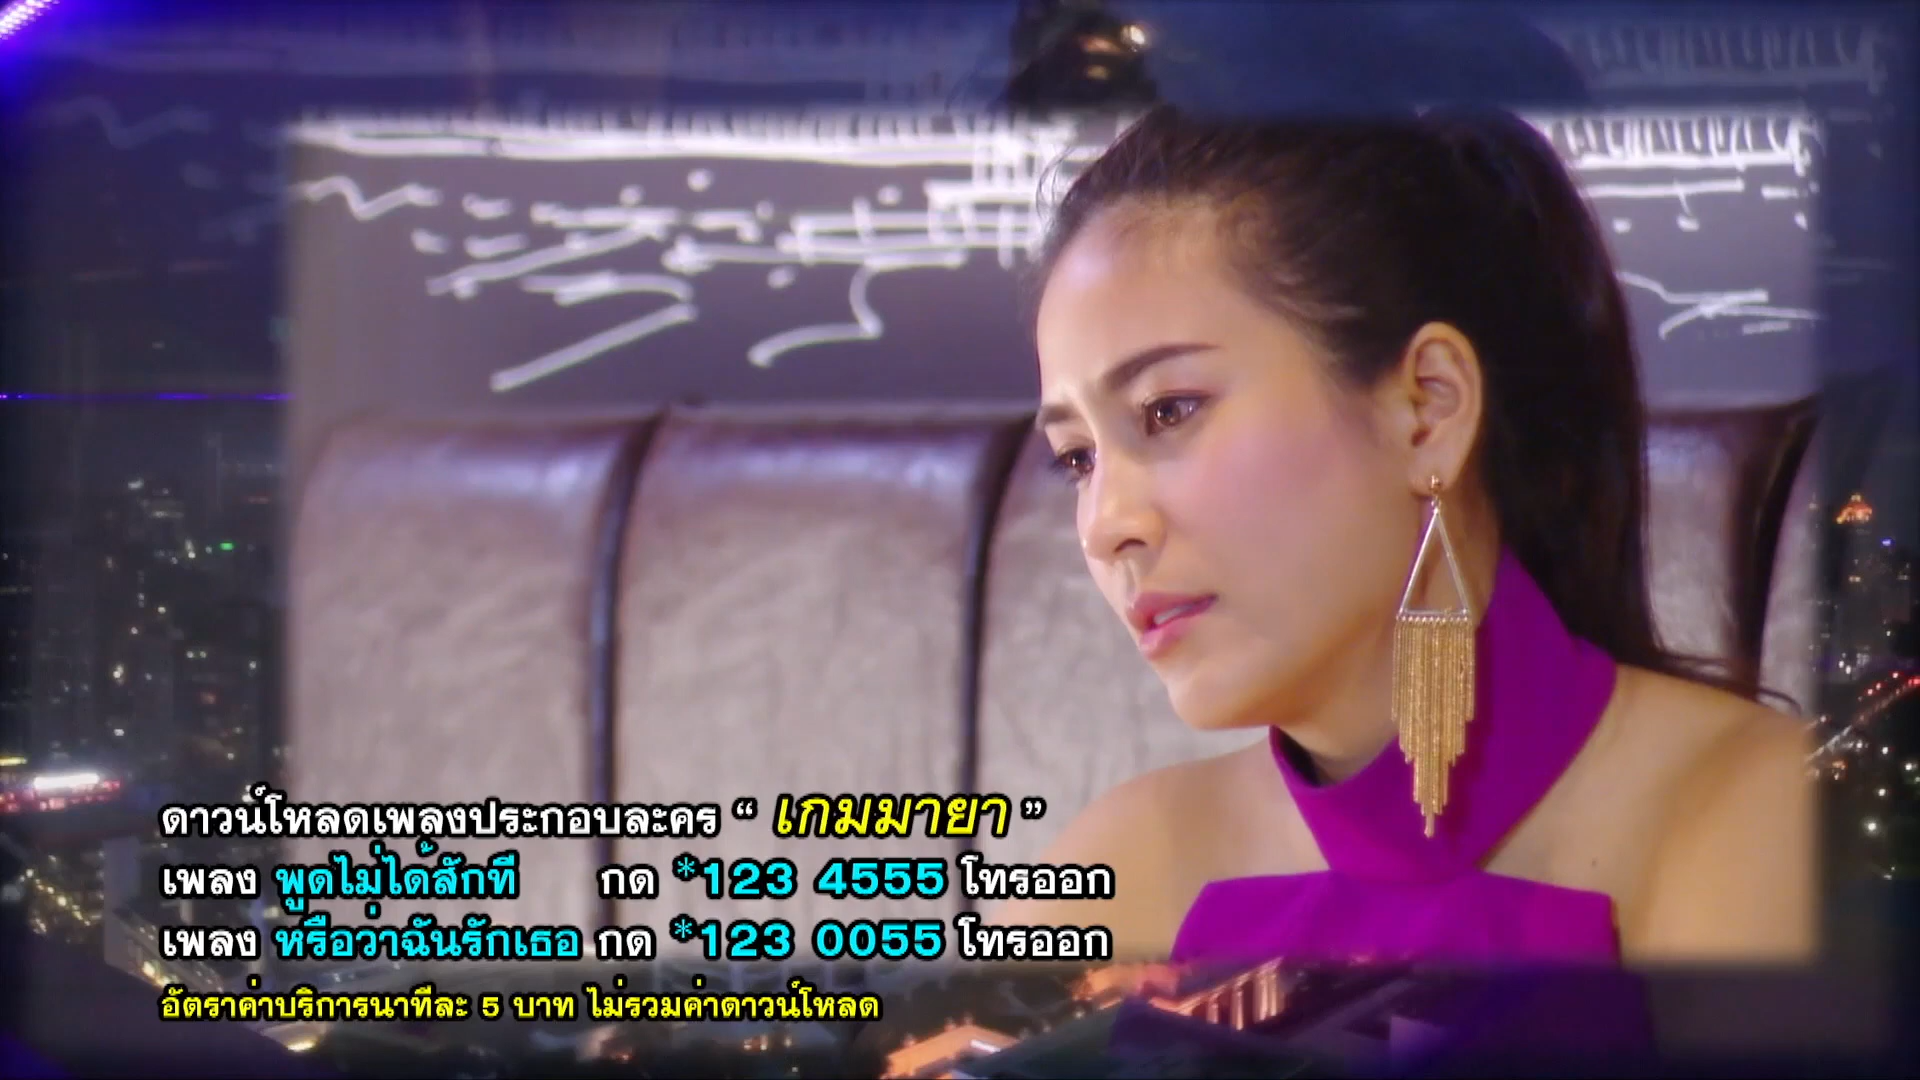 ดาวน์โหลดเพลงประกอบละคร “ เกมมายา ”
เพลง พูดไม่ได้สักที กด *123 4555 โทรออก
เพลง หรือว่าฉันรักเธอ กด *123 0055 โทรออก
อัตราค่าบริการนาทีละ 5 บาท ไม่รวมค่าดาวน์โหลด